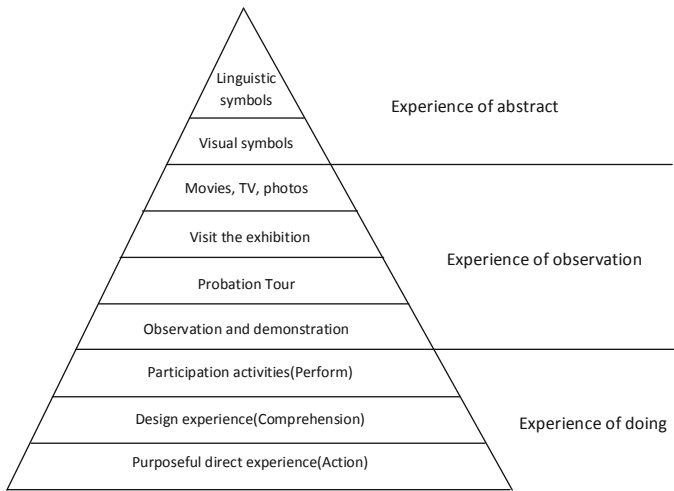 Linguistic
symbols
Experience of abstract
Visual symbols
Movies, TV, photos
Visit the exhibition
Experience of observation
Probation Tour
Observation and demonstration
Participation activities(Perform)
Design experience(Comprehension)
Experience of doing
Purposeful direct experience(Action)